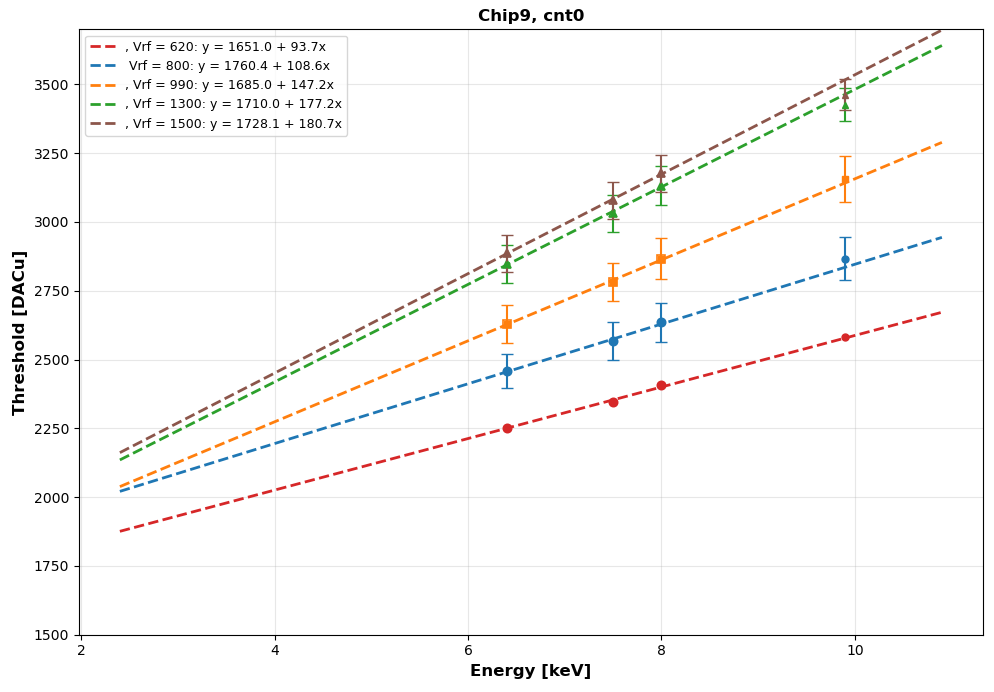 Chip9, cnt0
, Vrf = 620: y = 1651.0 + 93.7x
Vrf = 800: y = 1760.4 + 108.6x
, Vrf = 990: y = 1685.0 + 147.2x
, Vrf = 1300: y = 1710.0 + 177.2x
, Vrf = 1500: y = 1728.1 + 180.7x
3500
3250
3000
2750
2500
2250
2000
1750
1500
Threshold [DACu]
2 4 6 8 10
Energy [keV]